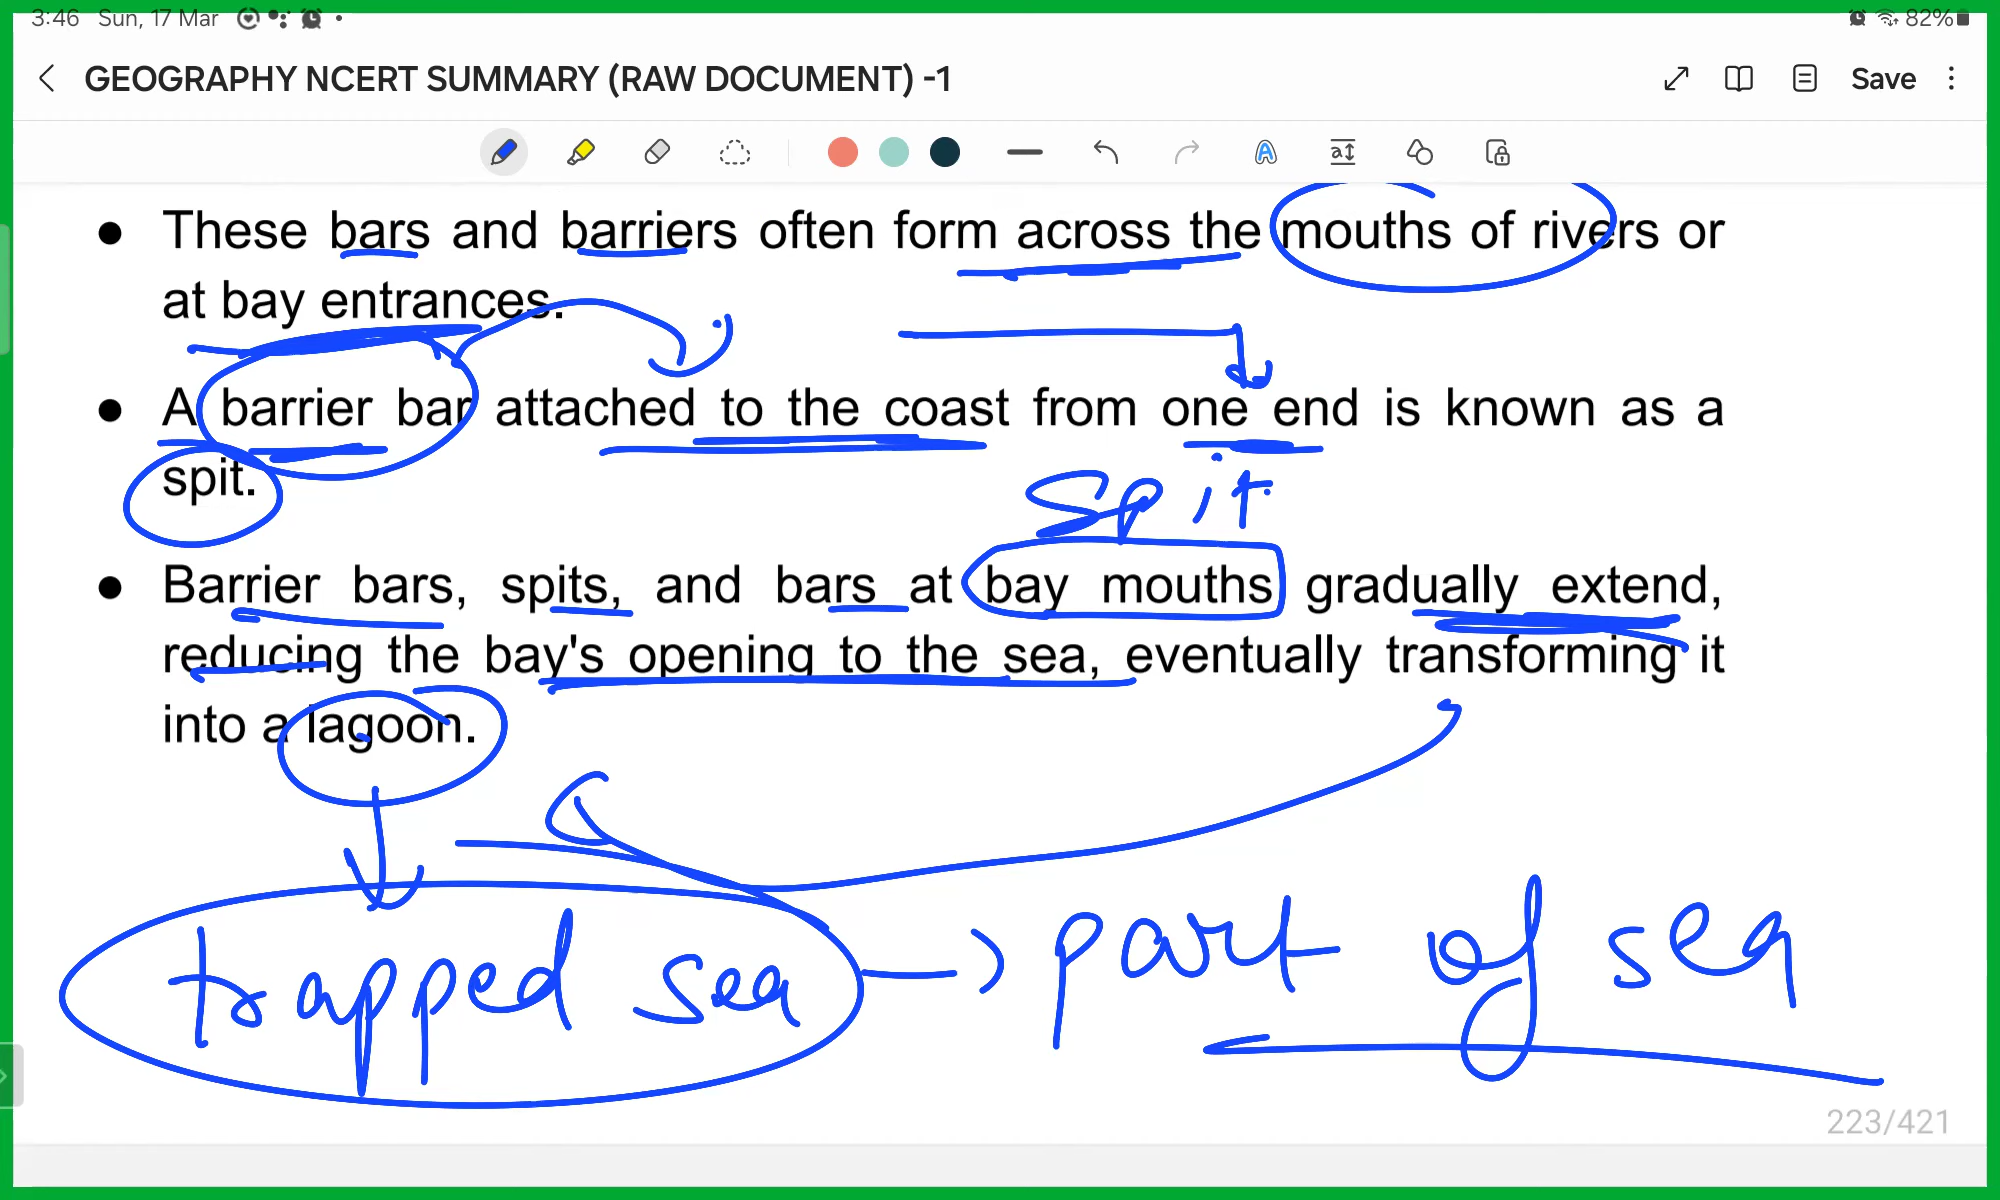 3:46 Sun, 17 Mar 82%
GEOGRAPHY NCERT SUMMARY (RAW DOCUMENT) -1 Save
● These bars and barriers often form across the mouths of rivers or
at bay entrances.
● A barrier bar attached to the coast from one end is known as a
spit.
Spit
● Barrier bars, spits, and bars at bay mouths gradually extend,
reducing the bay's opening to the sea, eventually transforming it
into a lagoon.
trapped sea → part of sea
223/421